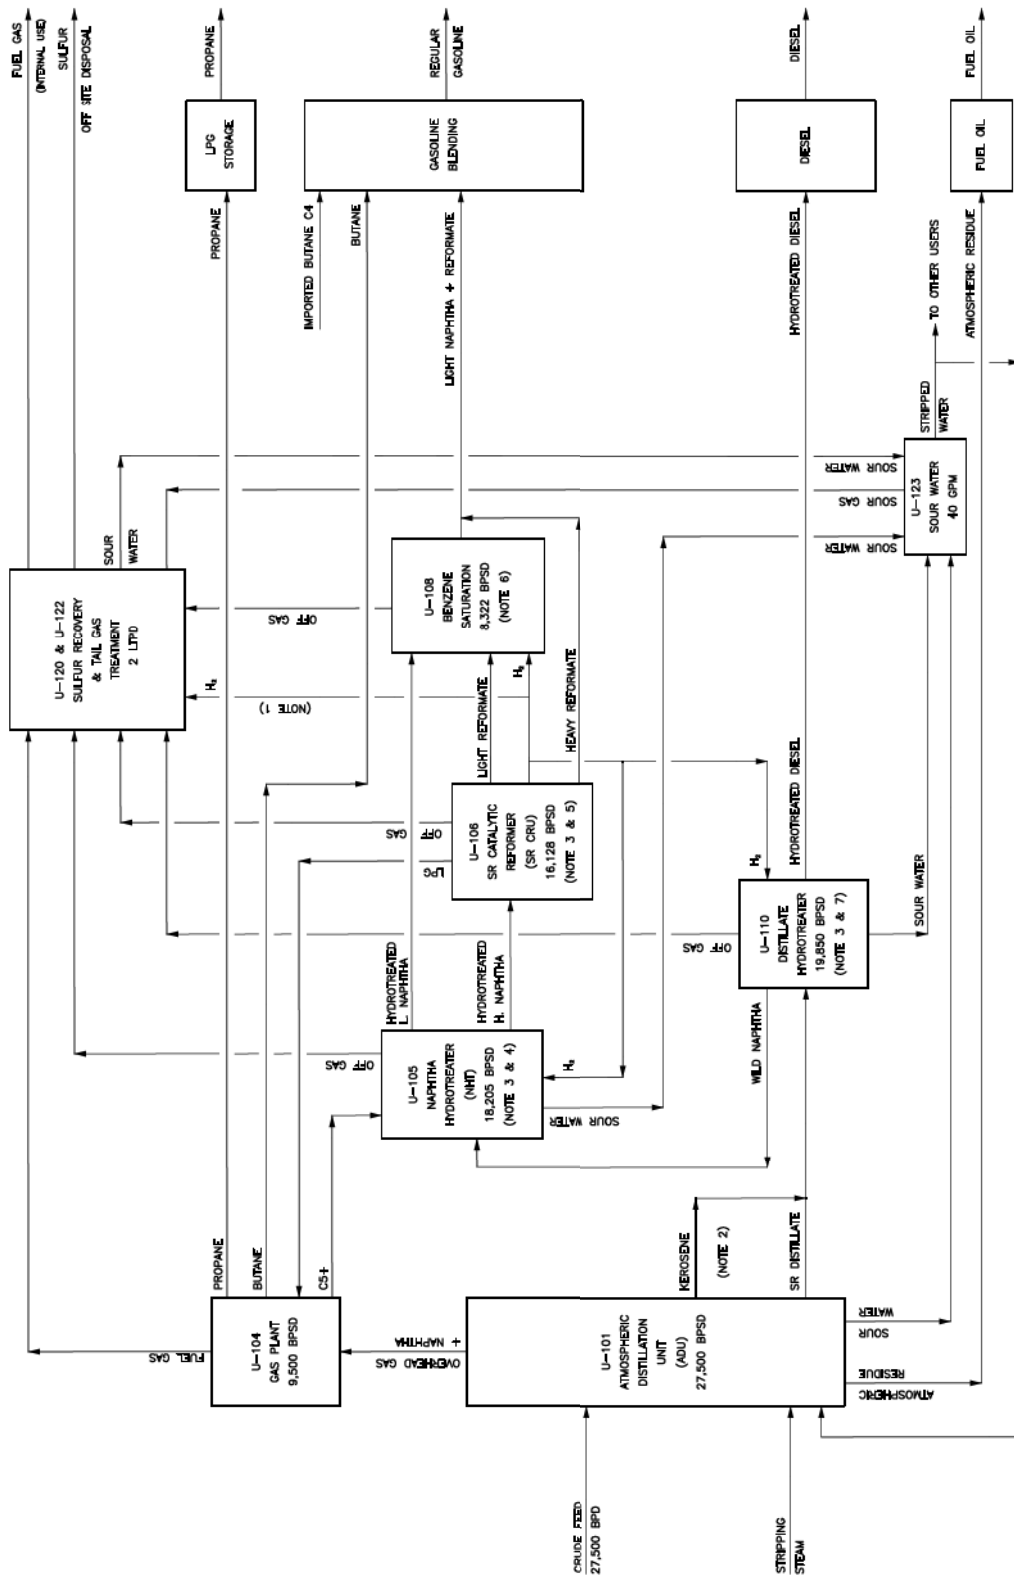 FUEL GAS
(INTERNAL USE)
SULFUR
OFF SITE DISPOSAL
PROPANE
REGULAR
GASOLINE
DIESEL
FUEL OIL
LPG
STORAGE
GASOLINE
BLENDING
DIESEL
FUEL OIL
PROPANE
IMPORTED BUTANE C4
BUTANE
LIGHT NAPHTHA + REFORMATE
HYDROTREATED DIESEL
TO OTHER USERS
ATMOSPHERIC RESIDUE
STRIPPED
WATER
U-120 & U-122
SULFUR RECOVERY
& TAIL GAS
TREATMENT
2 LTPD
SOUR
WATER
H₂
(NOTE 1)
OFF GAS
U-108
BENZENE
SATURATION
8,322 BPSD
(NOTE 6)
SOUR WATER
SOUR GAS
SOUR WATER
U-123
SOUR WATER
40 GPM
LIGHT REFORMATE
H₂
HEAVY REFORMATE
OFF GAS
LPG
U-106
SR CATALYTIC
REFORMER
(SR CRU)
16,128 BPSD
(NOTE 3 & 5)
H₂
HYDROTREATED DIESEL
SOUR WATER
OFF GAS
U-110
DISTILLATE
HYDROTREATER
19,850 BPSD
(NOTE 3 & 7)
HYDROTREATED
L. NAPHTHA
HYDROTREATED
H. NAPHTHA
OFF GAS
U-105
NAPHTHA
HYDROTREATER
(NHT)
18,205 BPSD
(NOTE 3 & 4)
H₂
SOUR WATER
WILD NAPHTHA
PROPANE
BUTANE
C5+
KEROSENE
(NOTE 2)
SR DISTILLATE
FUEL GAS
U-104
GAS PLANT
9,500 BPSD
OVERHEAD GAS
+ NAPHTHA
U-101
ATMOSPHERIC
DISTILLATION
UNIT
(ADU)
27,500 BPSD
SOUR
WATER
ATMOSPHERIC
RESIDUE
CRUDE FEED
27,500 BPD
STRIPPING
STEAM